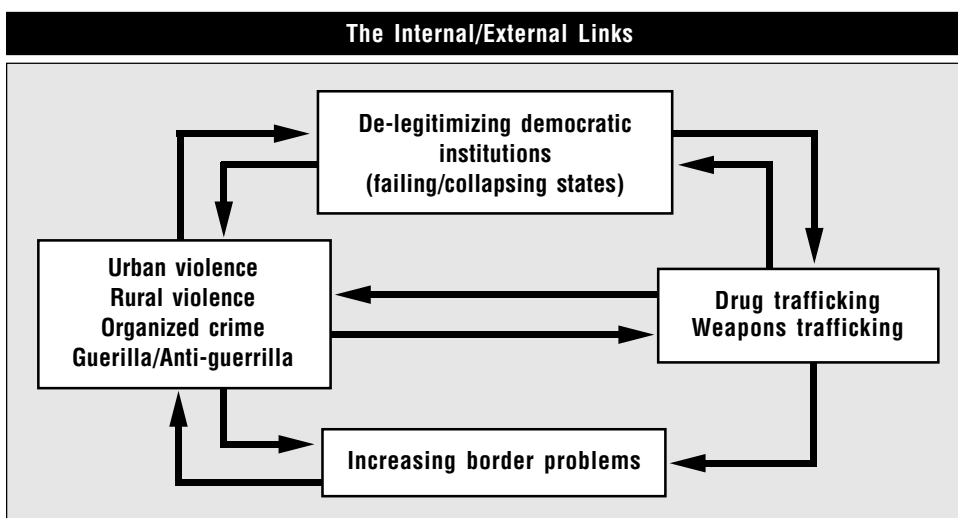 The Internal/External Links
De-legitimizing democratic
institutions
(failing/collapsing states)
Urban violence
Rural violence
Organized crime
Guerilla/Anti-guerrilla
Drug trafficking
Weapons trafficking
Increasing border problems